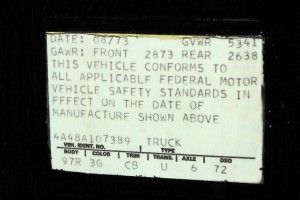 DATE: 08/73 GVWR 5341
GAWR: FRONT 2873 REAR 2638
THIS VEHICLE CONFORMS TO
ALL APPLICABLE FEDERAL MOTOR
VEHICLE SAFETY STANDARDS IN
EFFECT ON THE DATE OF
MANUFACTURE SHOWN ABOVE
4A48A107389 TRUCK
VEH. IDENT. NO. TYPE
BODY COLOR TRIM TRANS. AXLE DSO
97R 3G CB U 6 72